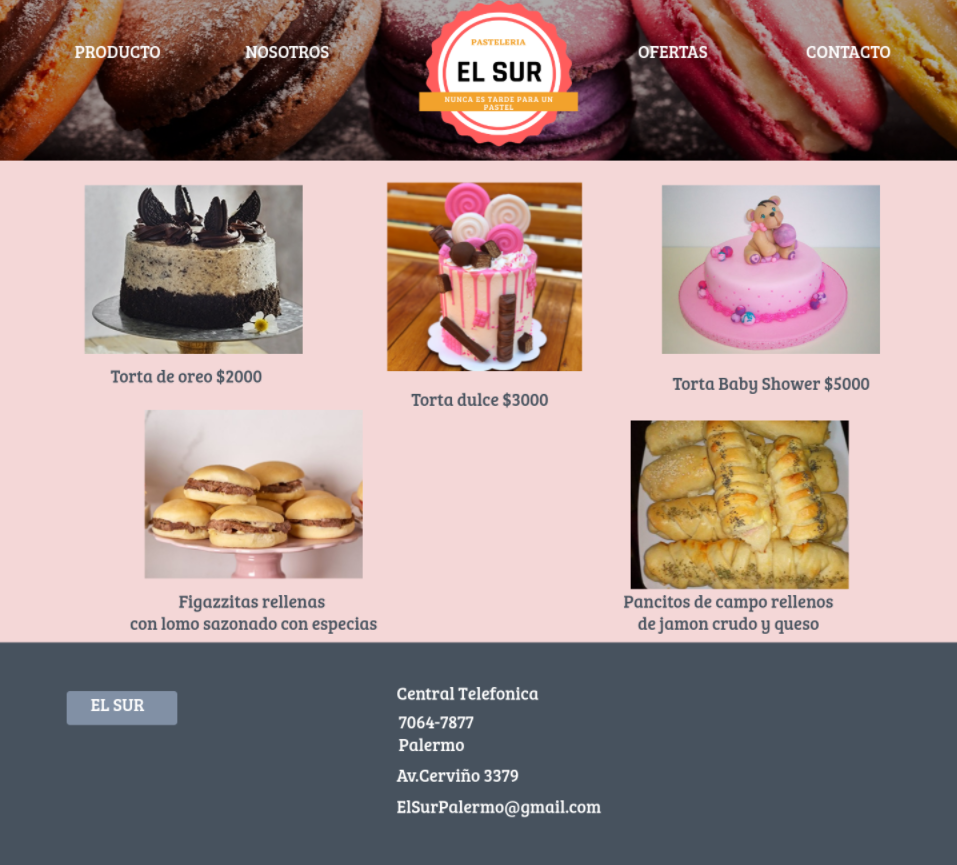 PRODUCTO
NOSOTROS
PASTELERIA
EL SUR
NUNCA ES TARDE PARA UN
PASTEL
OFERTAS
CONTACTO
Torta de oreo $2000
Torta dulce $3000
Torta Baby Shower $5000
Figazzitas rellenas
con lomo sazonado con especias
Pancitos de campo rellenos
de jamon crudo y queso
EL SUR
Central Telefonica
7064-7877
Palermo
Av.Cerviño 3379
ElSurPalermo@gmail.com